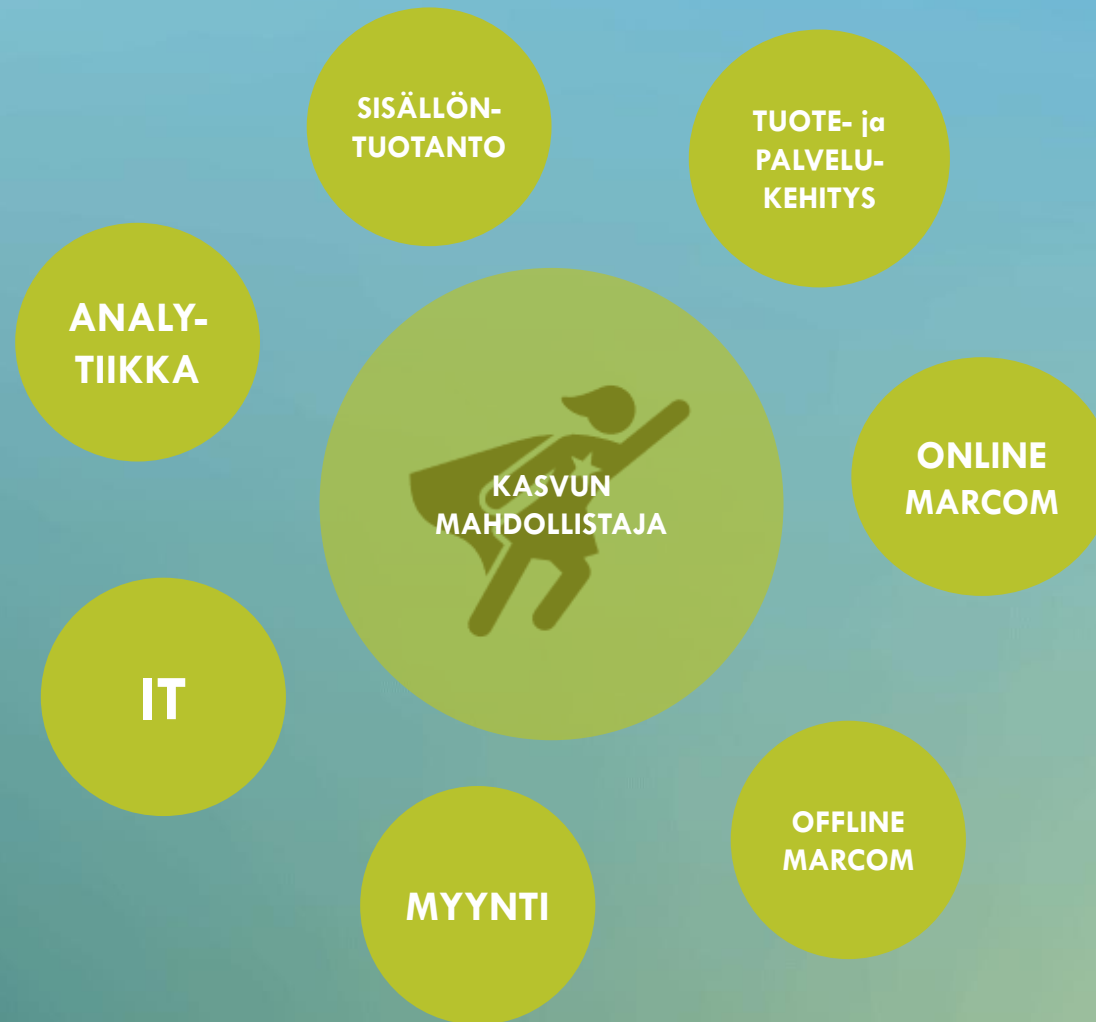 SISÄLLÖN-
TUOTANTO
TUOTE- ja
PALVELU-
KEHITYS
ANALY-
TIIKKA
ONLINE
MARCOM
KASVUN
MAHDOLLISTAJA
IT
OFFLINE
MARCOM
MYYNTI